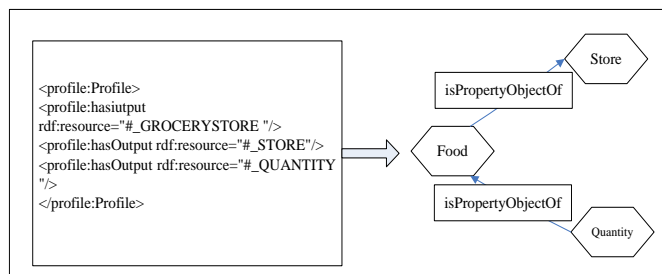 <profile:Profile>
<profile:hasiutput
rdf:resource="#_GROCERYSTORE "/>
<profile:hasOutput rdf:resource="#_STORE"/>
<profile:hasOutput rdf:resource="#_QUANTITY
"/>
</profile:Profile>
Store
isPropertyObjectOf
Food
isPropertyObjectOf
Quantity